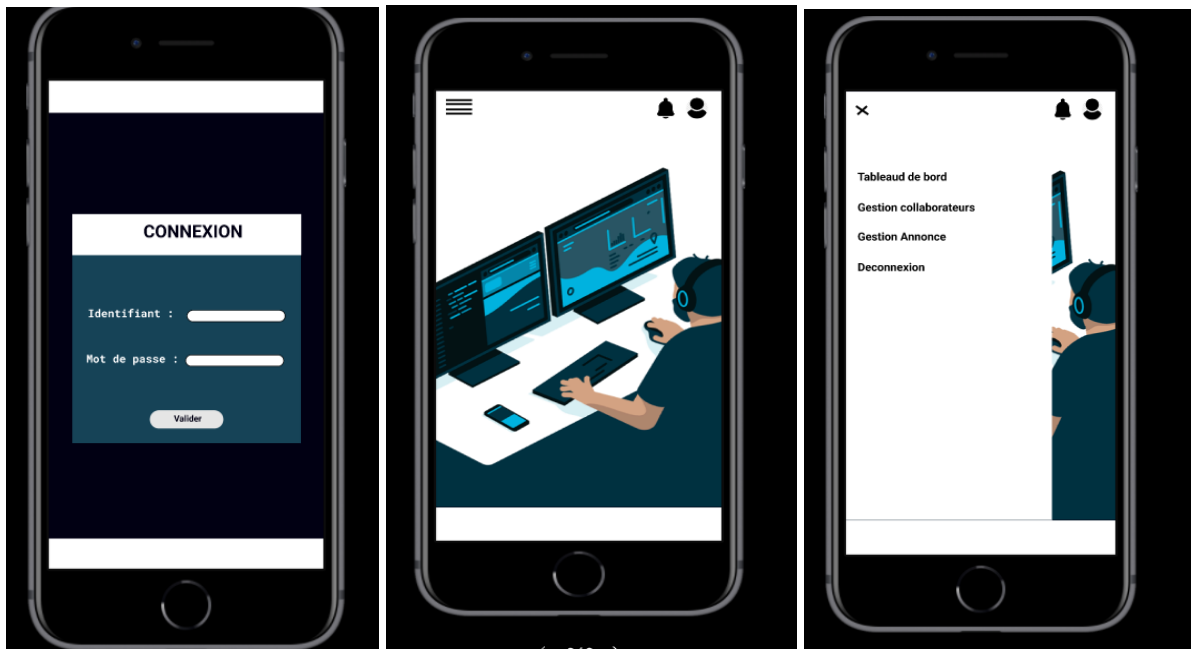 CONNEXION
Identifiant :
Mot de passe :
Valider
Tableaud de bord
Gestion collaborateurs
Gestion Annonce
Deconnexion